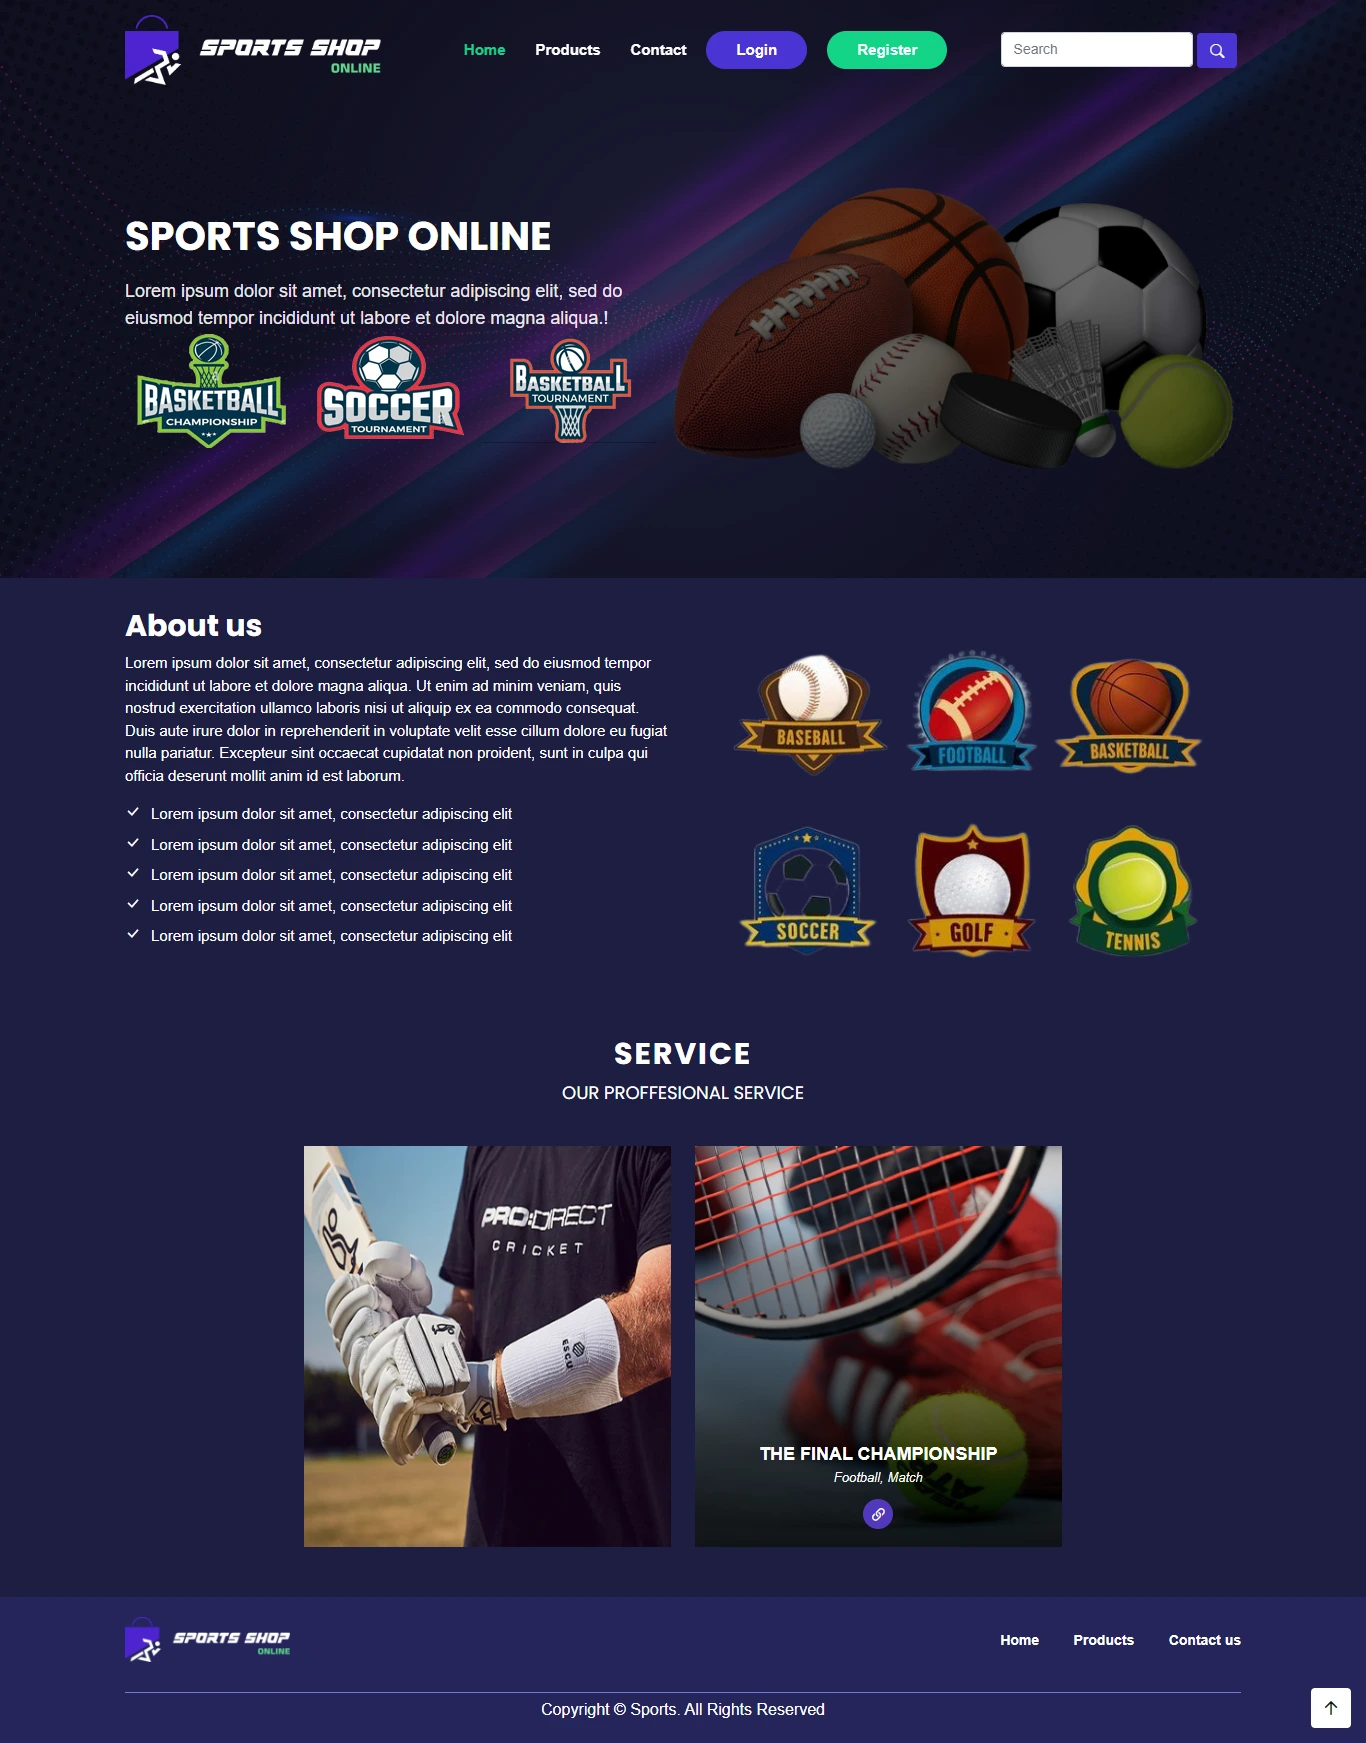 SPORTS SHOP
ONLINE
Home
Products
Contact
Login
Register
Search
SPORTS SHOP ONLINE
Lorem ipsum dolor sit amet, consectetur adipiscing elit, sed do
eiusmod tempor incididunt ut labore et dolore magna aliqua.!
BASKETBALL
CHAMPIONSHIP
SOCCER
TOURNAMENT
BASKETBALL
TOURNAMENT
About us
Lorem ipsum dolor sit amet, consectetur adipiscing elit, sed do eiusmod tempor
incididunt ut labore et dolore magna aliqua. Ut enim ad minim veniam, quis
nostrud exercitation ullamco laboris nisi ut aliquip ex ea commodo consequat.
Duis aute irure dolor in reprehenderit in voluptate velit esse cillum dolore eu fugiat
nulla pariatur. Excepteur sint occaecat cupidatat non proident, sunt in culpa qui
officia deserunt mollit anim id est laborum.
Lorem ipsum dolor sit amet, consectetur adipiscing elit
Lorem ipsum dolor sit amet, consectetur adipiscing elit
Lorem ipsum dolor sit amet, consectetur adipiscing elit
Lorem ipsum dolor sit amet, consectetur adipiscing elit
Lorem ipsum dolor sit amet, consectetur adipiscing elit
BASEBALL
FOOTBALL
BASKETBALL
SOCCER
GOLF
TENNIS
SERVICE
OUR PROFFESIONAL SERVICE
PRO:DIRECT
CRICKET
ESCU
THE FINAL CHAMPIONSHIP
Football, Match
SPORTS SHOP
ONLINE
Home
Products
Contact us
Copyright © Sports. All Rights Reserved